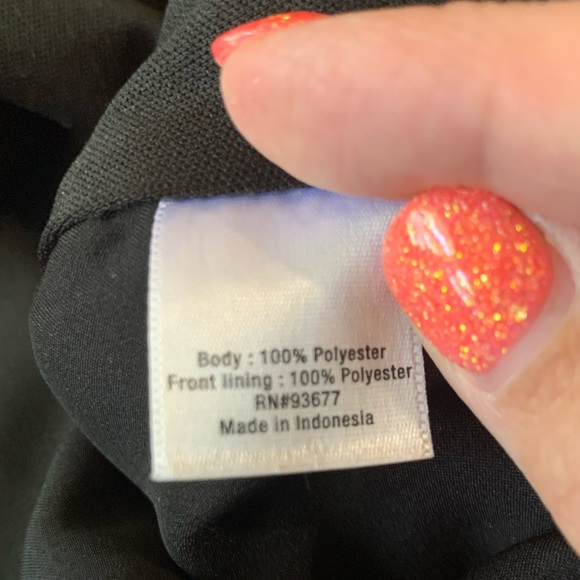 Body : 100% Polyester
Front lining : 100% Polyester
RN#93677
Made in Indonesia